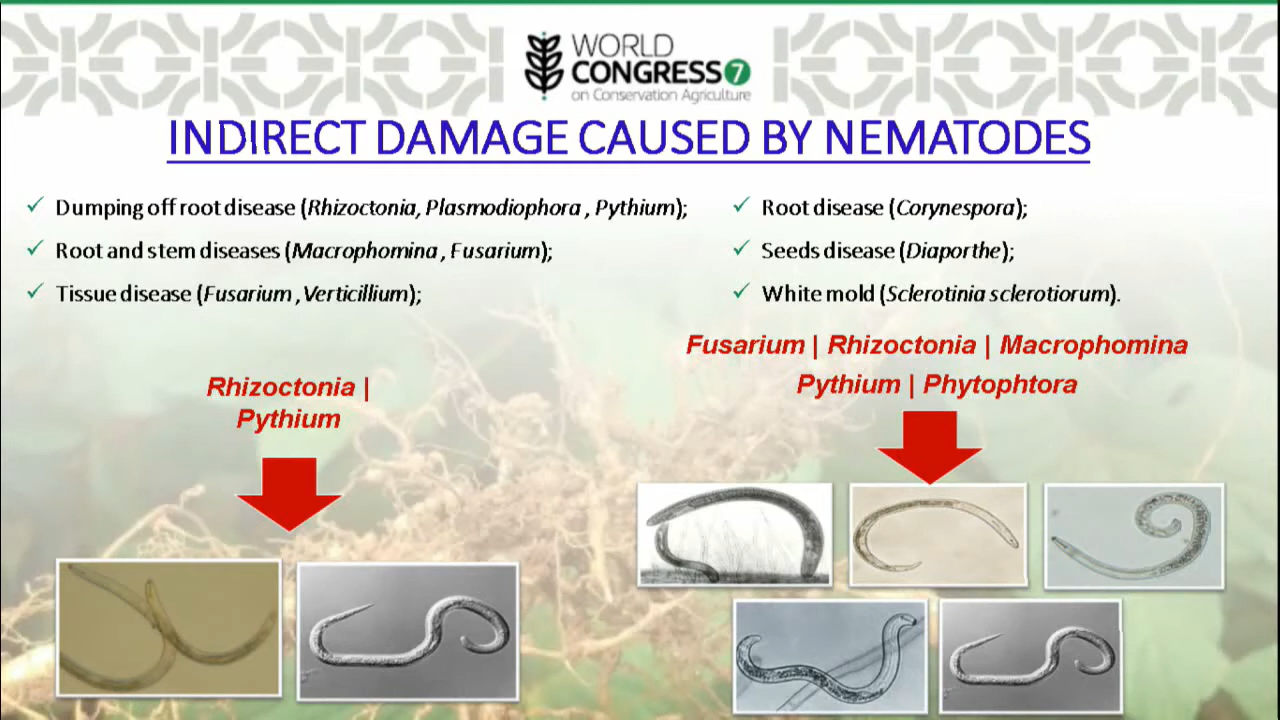 WORLD
CONGRESS 7
on Conservation Agriculture
INDIRECT DAMAGE CAUSED BY NEMATODES
✓ Dumping off root disease (Rhizoctonia, Plasmodiophora , Pythium);
✓ Root and stem diseases (Macrophomina , Fusarium);
✓ Tissue disease (Fusarium , Verticillium);
✓ Root disease (Corynespora);
✓ Seeds disease (Diaporthe);
✓ White mold (Sclerotinia sclerotiorum).
Rhizoctonia |
Pythium
Fusarium | Rhizoctonia | Macrophomina
Pythium | Phytophtora